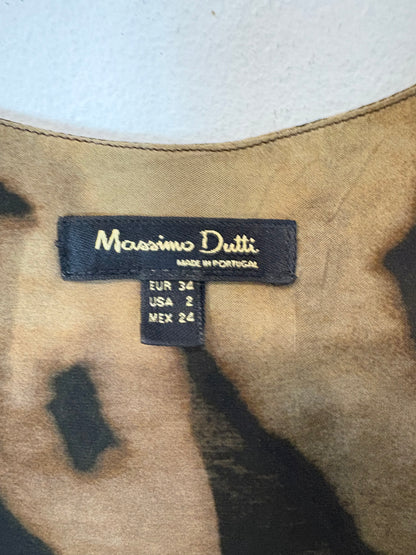 Massimo Dutti
MADE IN PORTUGAL
EUR 34
USA 2
MEX 24